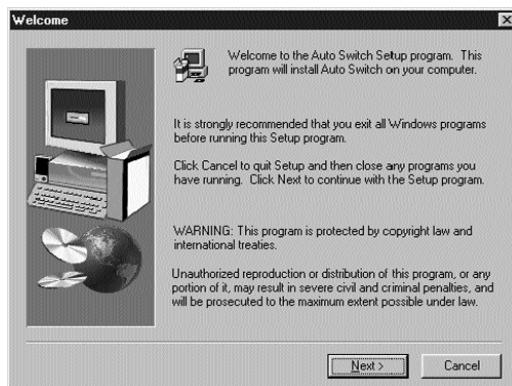 Welcome
Welcome to the Auto Switch Setup program. This
program will install Auto Switch on your computer.
It is strongly recommended that you exit all Windows programs
before running this Setup program.
Click Cancel to quit Setup and then close any programs you
have running. Click Next to continue with the Setup program.
WARNING: This program is protected by copyright law and
international treaties.
Unauthorized reproduction or distribution of this program, or any
portion of it, may result in severe civil and criminal penalties, and
will be prosecuted to the maximum extent possible under law.
Next >
Cancel